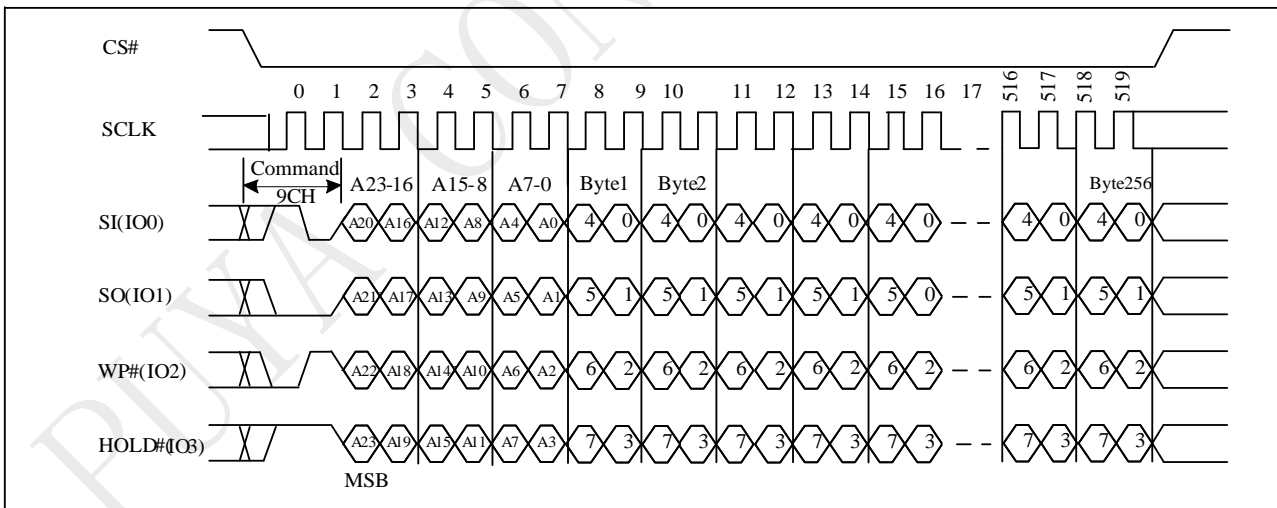 CS#
0 1 2 3 4 5 6 7 8 9 10 11 12 13 14 15 16 17 516 517 518 519
SCLK
Command
9CH
A23-16 A15-8 A7-0 Byte1 Byte2 Byte256
SI(IO0) A20 A16 A12 A8 A4 A0 4 0 4 0 4 0 4 0 4 0 4 0 4 0
SO(IO1) A21 A17 A13 A9 A5 A1 5 1 5 1 5 1 5 1 5 0 5 1 5 1
WP#(IO2) A22 A18 A14 A10 A6 A2 6 2 6 2 6 2 6 2 6 2 6 2 6 2
HOLD#(IO3) A23 A19 A15 A11 A7 A3 7 3 7 3 7 3 7 3 7 3 7 3 7 3
MSB
PUYA CON